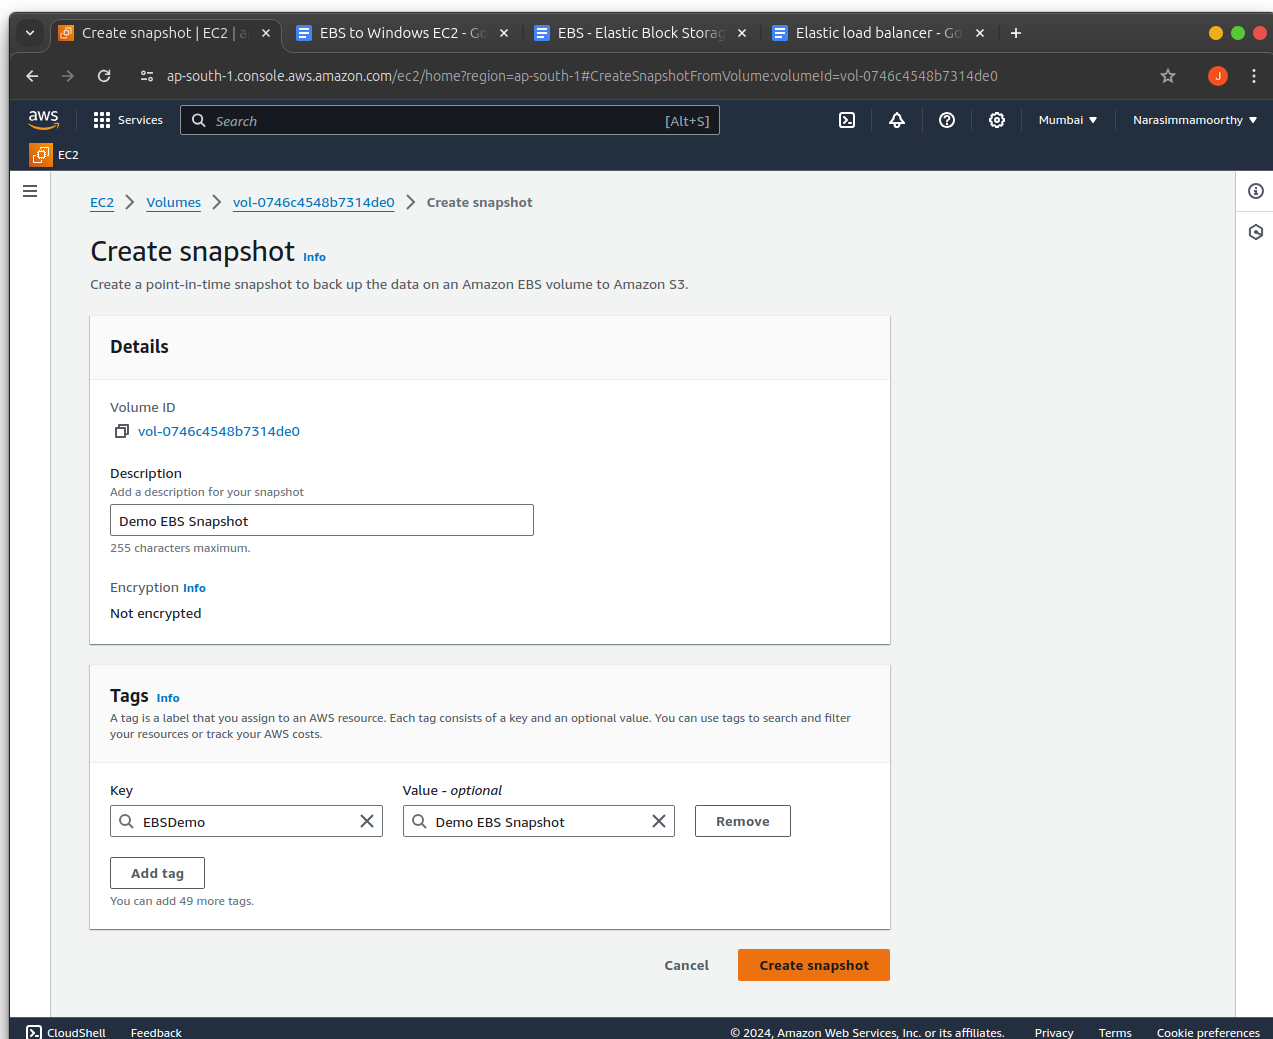 Create snapshot | EC2 | a
EBS to Windows EC2 - Go
EBS - Elastic Block Storag
Elastic load balancer - Go
ap-south-1.console.aws.amazon.com/ec2/home?region=ap-south-1#CreateSnapshotFromVolume:volumeId=vol-0746c4548b7314de0
J
aws
Services
Search
[Alt+S]
Mumbai
Narasimmamoorthy
EC2
EC2 > Volumes > vol-0746c4548b7314de0 > Create snapshot
Create snapshot Info
Create a point-in-time snapshot to back up the data on an Amazon EBS volume to Amazon S3.
Details
Volume ID
vol-0746c4548b7314de0
Description
Add a description for your snapshot
Demo EBS Snapshot
255 characters maximum.
Encryption Info
Not encrypted
Tags Info
A tag is a label that you assign to an AWS resource. Each tag consists of a key and an optional value. You can use tags to search and filter
your resources or track your AWS costs.
Key
Value - optional
EBSDemo
Demo EBS Snapshot
Remove
Add tag
You can add 49 more tags.
Cancel
Create snapshot
CloudShell
Feedback
© 2024, Amazon Web Services, Inc. or its affiliates.
Privacy
Terms
Cookie preferences